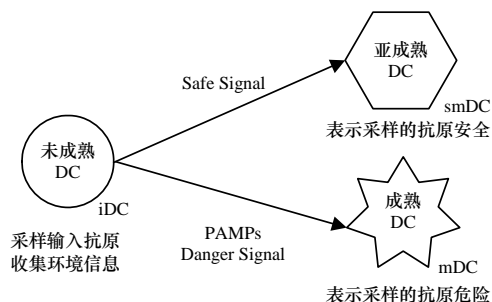 亚成熟
DC
Safe Signal
smDC
表示采样的抗原安全
未成熟
DC
iDC
成熟
DC
PAMPs
Danger Signal
采样输入抗原
收集环境信息
mDC
表示采样的抗原危险